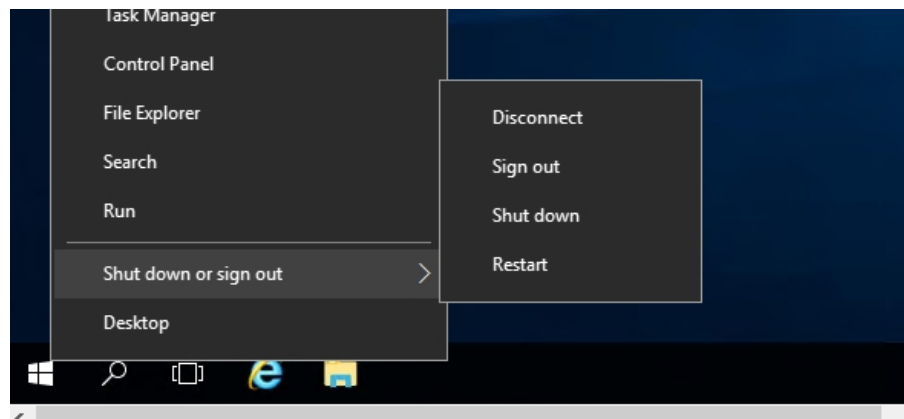 Task Manager
Control Panel
File Explorer
Search
Run
Shut down or sign out
Desktop
Disconnect
Sign out
Shut down
Restart